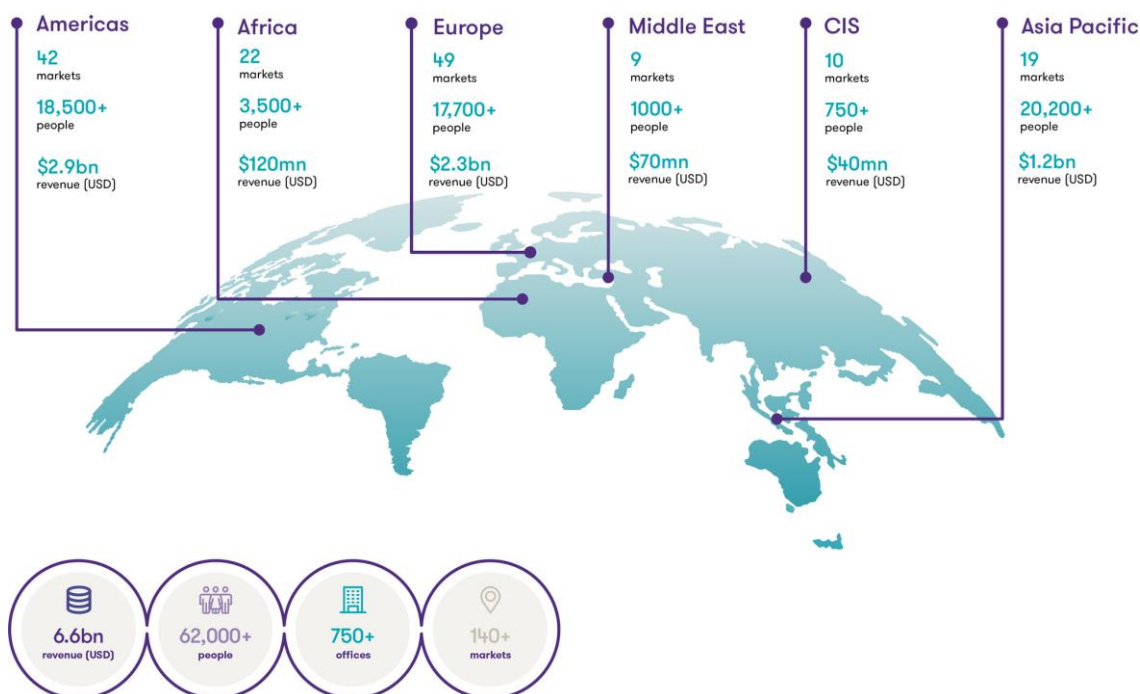 Americas
42
markets
18,500+
people
$2.9bn
revenue (USD)
Africa
22
markets
3,500+
people
$120mn
revenue (USD)
Europe
49
markets
17,700+
people
$2.3bn
revenue (USD)
Middle East
9
markets
1000+
people
$70mn
revenue (USD)
CIS
10
markets
750+
people
$40mn
revenue (USD)
Asia Pacific
19
markets
20,200+
people
$1.2bn
revenue (USD)
6.6bn
revenue (USD)
62,000+
people
750+
offices
140+
markets